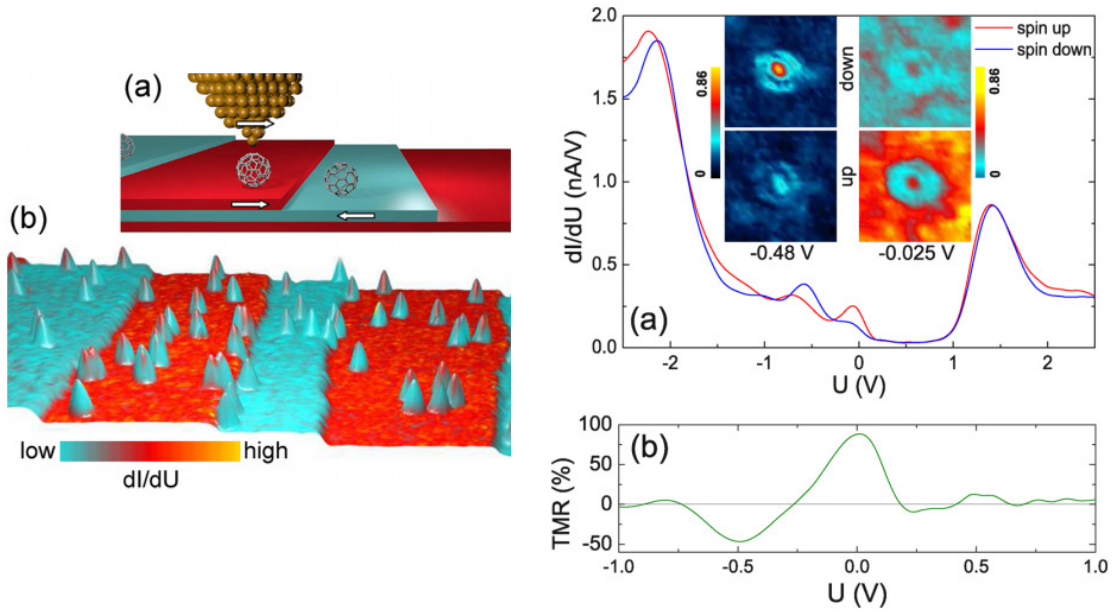 (a)
(b)
low
high
dI/dU
2.0
1.5
1.0
0.5
0.0
dI/dU (nA/V)
spin up
spin down
0.86
0
down
up
0.86
0
-0.48 V
-0.025 V
(a)
-2
-1
0
1
2
U (V)
(b)
100
50
0
-50
TMR (%)
-1.0
-0.5
0.0
0.5
1.0
U (V)